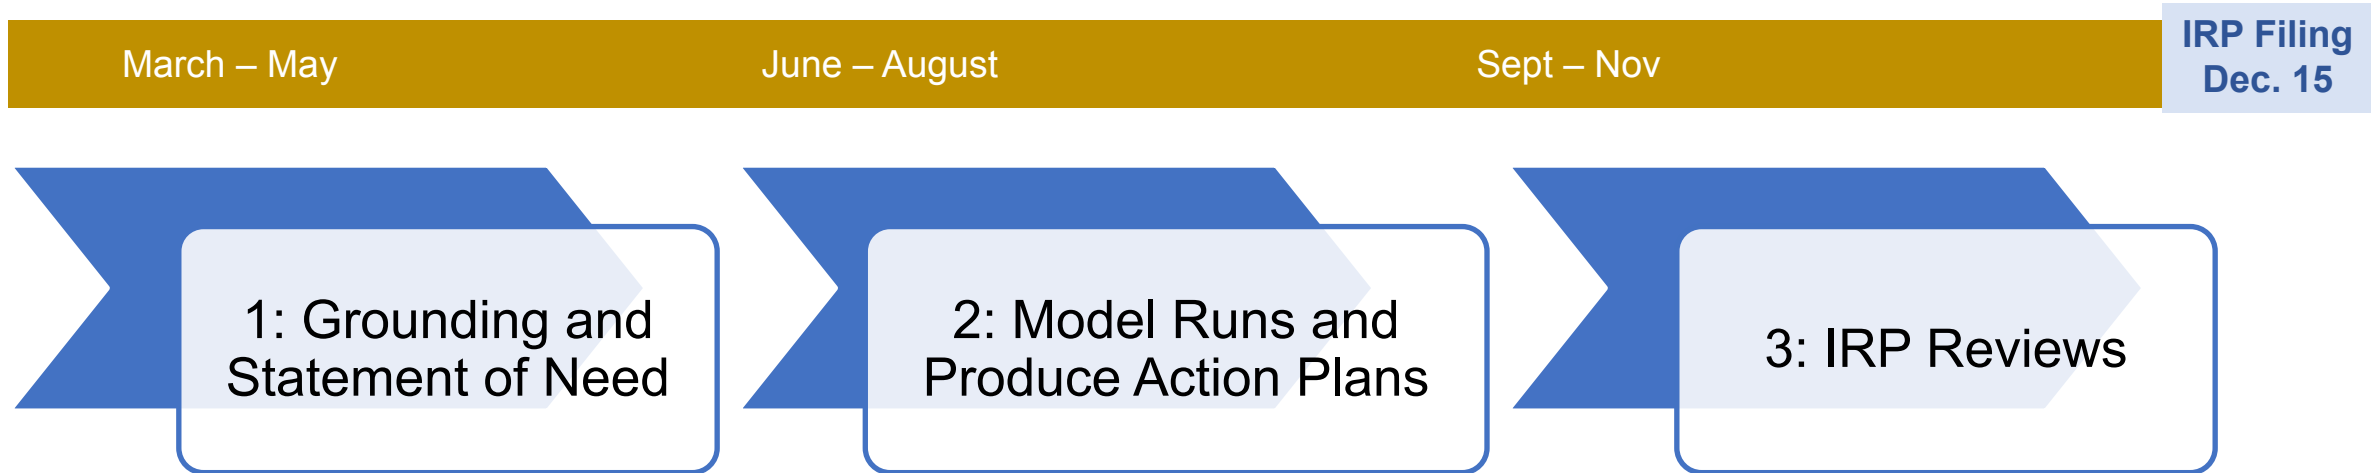 March – May
June – August
Sept – Nov
IRP Filing
Dec. 15
1: Grounding and
Statement of Need
2: Model Runs and
Produce Action Plans
3: IRP Reviews